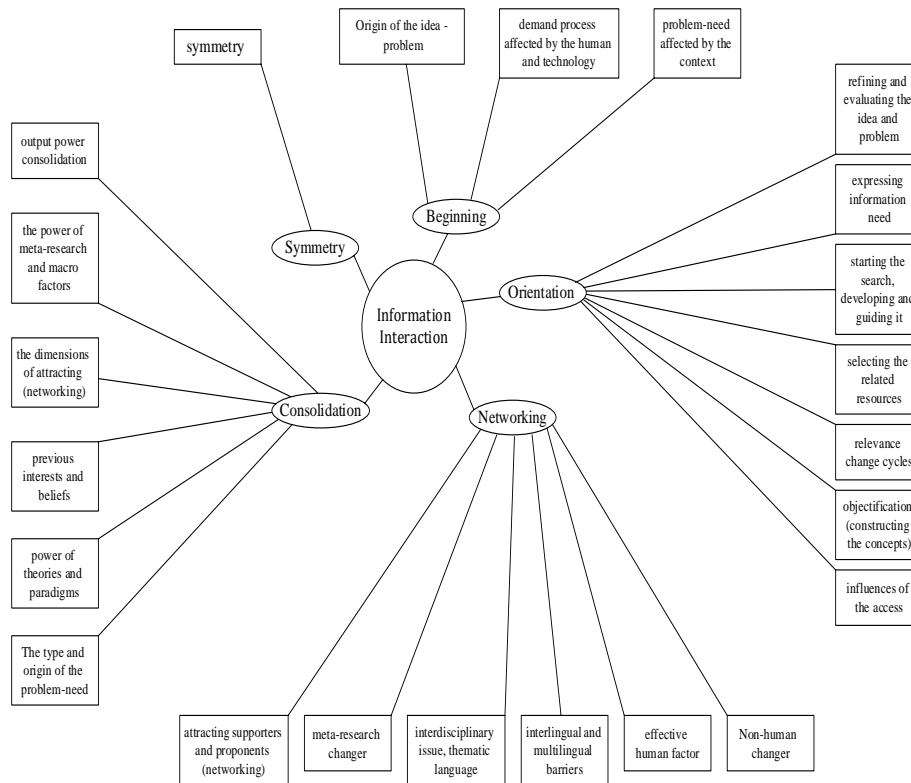 symmetry
Origin of the idea -
problem
demand process
affected by the human
and technology
problem-need
affected by the
context
refining and
evaluating the
idea and
problem
output power
consolidation
expressing
information
need
Beginning
the power of
meta-research
and macro
factors
Symmetry
starting the
search,
developing and
guiding it
Orientation
Information
Interaction
the dimensions
of attracting
(networking)
selecting the
related
resources
Consolidation
Networking
previous
interests and
beliefs
relevance
change cycles
objectification
(constructing
the concepts)
power of
theories and
paradigms
influences of
the access
The type and
origin of the
problem-need
attracting supporters
and proponents
(networking)
meta-research
changer
interdisciplinary
issue, thematic
language
interlingual and
multilingual
barriers
effective
human factor
Non-human
changer